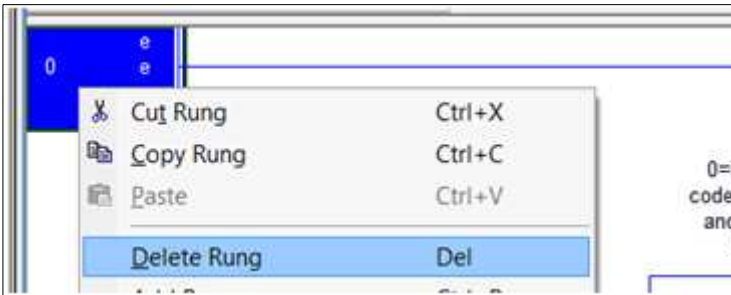 e
0 e
Cut Rung Ctrl+X
Copy Rung Ctrl+C
Paste Ctrl+V
0=
code
and
Delete Rung Del